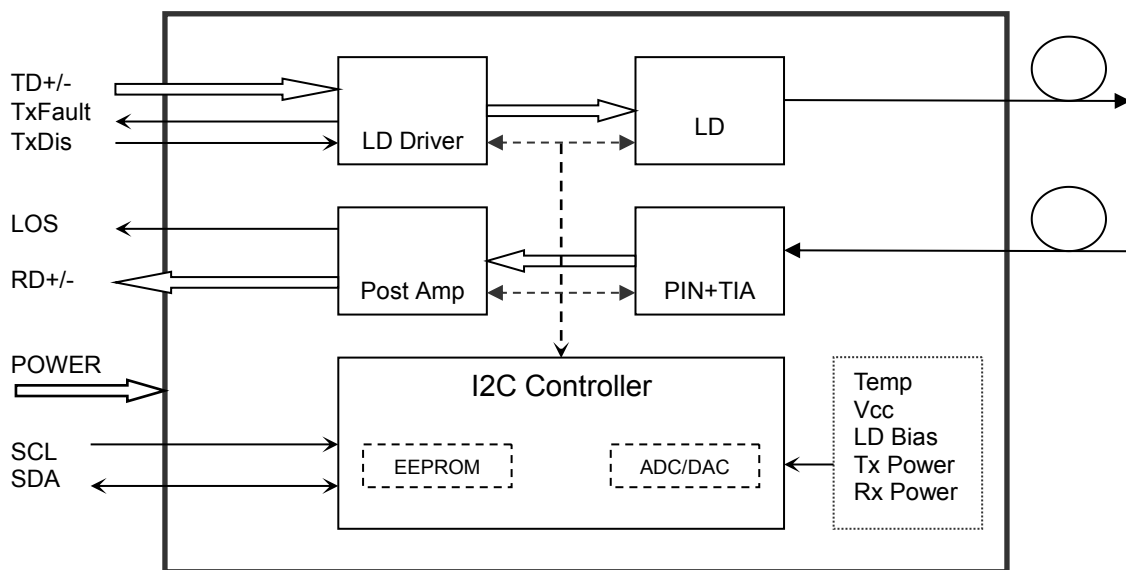 TD+/-
TxFault
TxDis
LD Driver
LD
LOS
RD+/-
Post Amp
PIN+TIA
POWER
SCL
SDA
I2C Controller
EEPROM
ADC/DAC
Temp
Vcc
LD Bias
Tx Power
Rx Power